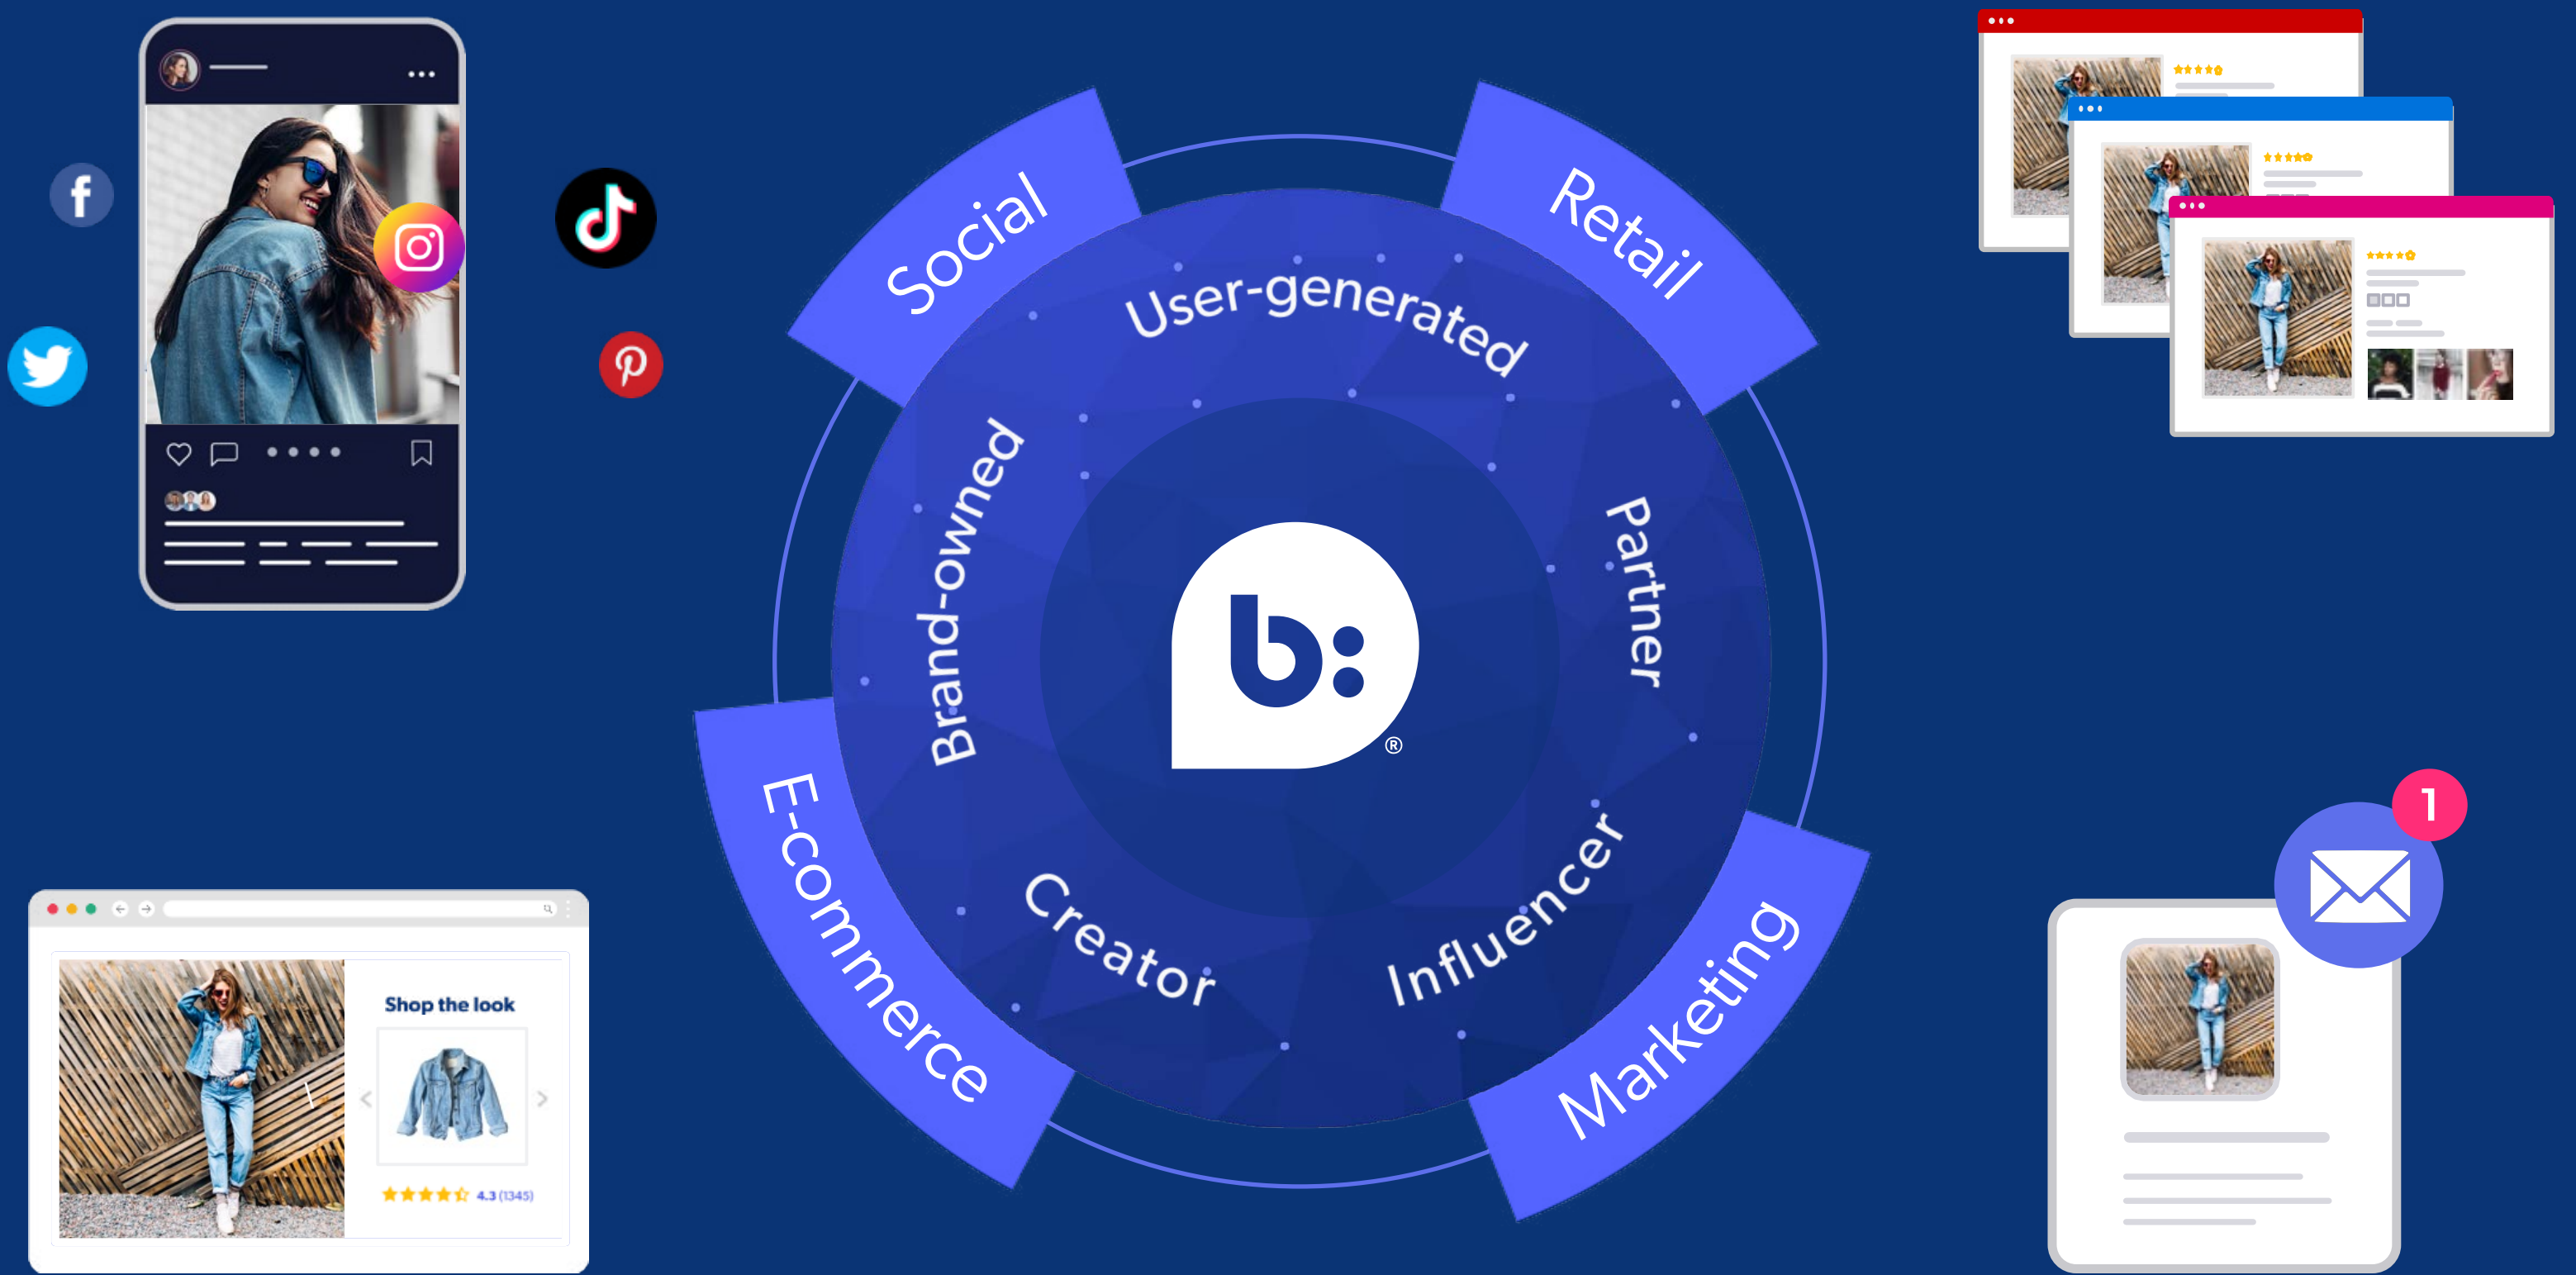 Social
Retail
User-generated
Brand-owned
Partner
b:
®
E-commerce
Creator
Influencer
Marketing
1
Shop the look
4.3 (1345)